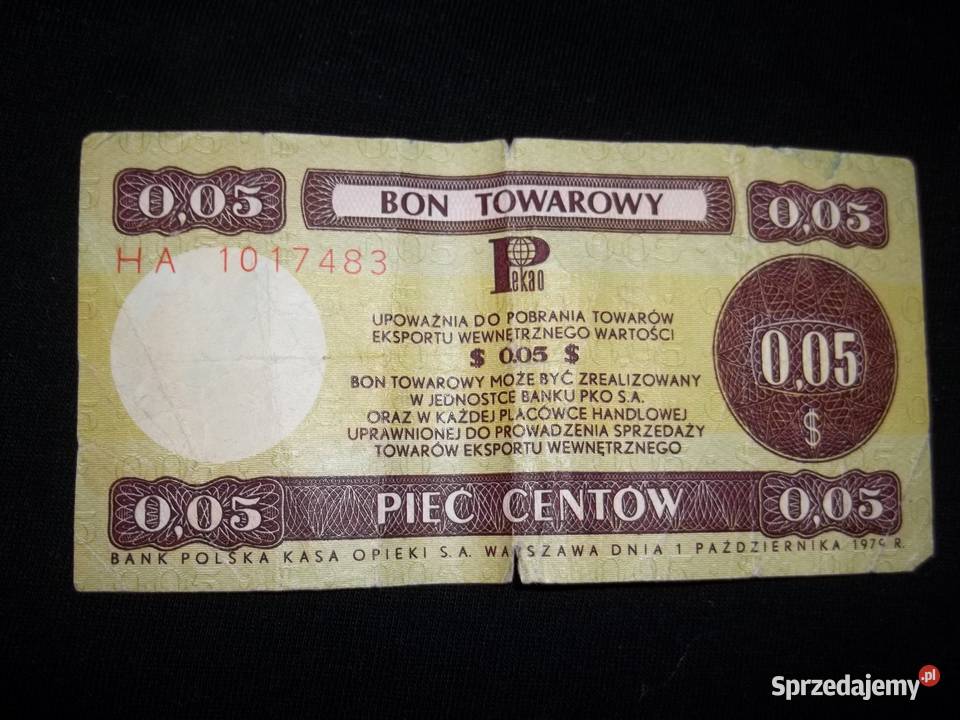 0,05 BON TOWAROWY 0,05
HA 1017483
Pekao
UPOWAŻNIA DO POBRANIA TOWARÓW
EKSPORTU WEWNĘTRZNEGO WARTOŚCI
$ 0.05 $
BON TOWAROWY MOŻE BYĆ ZREALIZOWANY
W JEDNOSTCE BANKU PKO S.A.
ORAZ W KAŻDEJ PLACÓWCE HANDLOWEJ
UPRAWNIONEJ DO PROWADZENIA SPRZEDAŻY
TOWARÓW EKSPORTU WEWNĘTRZNEGO
0,05
$
0,05 PIĘĆ CENTÓW 0,05
BANK POLSKA KASA OPIEKI S.A. WARSZAWA DNIA 1 PAŹDZIERNIKA 1979 R.
Sprzedajemy.pl